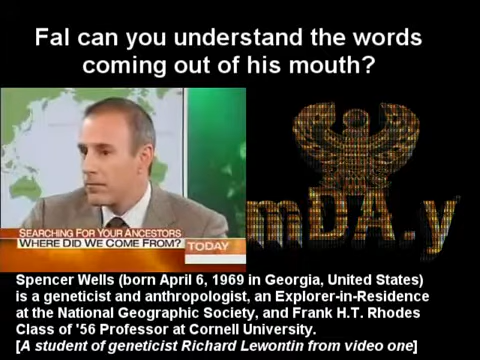 Fal can you understand the words
coming out of his mouth?
SEARCHING FOR YOUR ANCESTORS
WHERE DID WE COME FROM?
TODAY
mDA.y
Spencer Wells (born April 6, 1969 in Georgia, United States)
is a geneticist and anthropologist, an Explorer-in-Residence
at the National Geographic Society, and Frank H.T. Rhodes
Class of '56 Professor at Cornell University.
[A student of geneticist Richard Lewontin from video one]